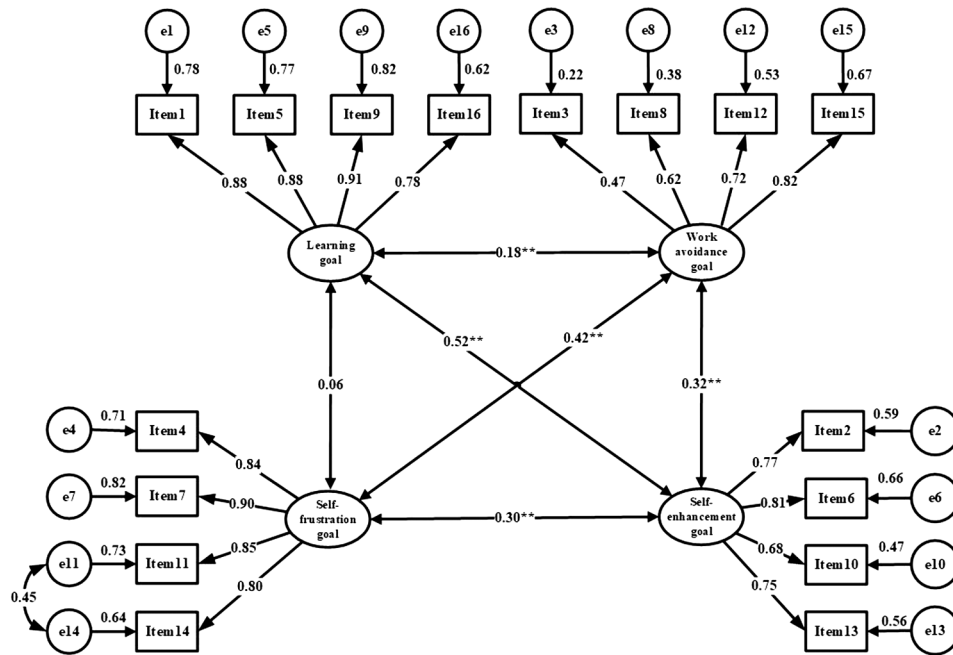 e1 e5 e9 e16 e3 e8 e12 e15
0.78 0.77 0.82 0.62 0.22 0.38 0.53 0.67
Item1 Item5 Item9 Item16 Item3 Item8 Item12 Item15
0.88 0.88 0.91 0.78 0.47 0.62 0.72 0.82
Learning
goal
Work
avoidance
goal
0.18**
0.52** 0.42**
0.06 0.32**
e4 0.71 Item4
0.84
e7 0.82 Item7
0.90
e11 0.73 Item11
0.85
0.45
e14 0.64 Item14
0.80
Self-
frustration
goal
0.30**
Self-
enhancement
goal
0.77
Item2 0.59 e2
0.81
Item6 0.66 e6
0.68
Item10 0.47 e10
0.75
Item13 0.56 e13